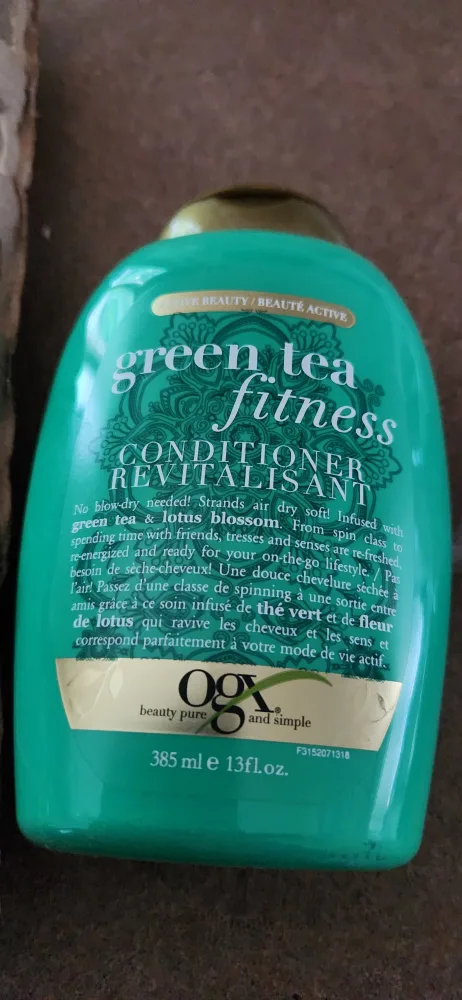 BEAUTY / BEAUTÉ ACTIVE
green tea
fitness
CONDITIONER
REVITALISANT
No blow-dry needed! Strands air dry soft! Infused with
green tea & lotus blossom. From spin class to
spending time with friends, tresses and senses are re-freshed,
re-energized and ready for your on-the-go lifestyle. / Pas
besoin de sèche-cheveux! Une douce chevelure séchée à
l'air! Passez d'une classe de spinning à une sortie entre
amis grâce à ce soin infusé de thé vert et de fleur
de lotus qui ravive les cheveux et les sens et
correspond parfaitement à votre mode de vie actif.
ogx®
beauty pure and simple
F3152071318
385 ml e 13fl.oz.